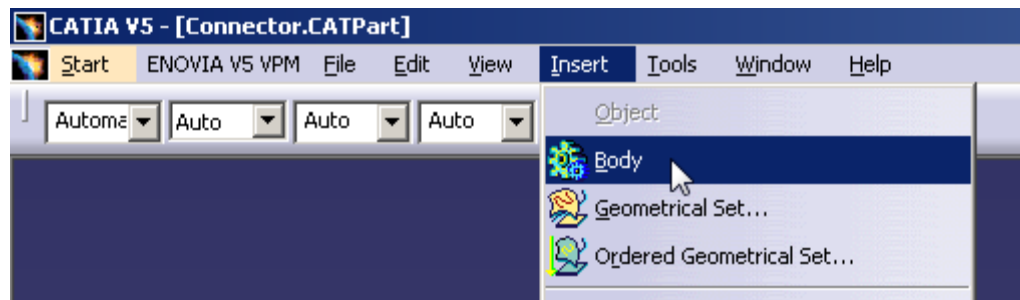 CATIA V5 - [Connector.CATPart]
Start ENOVIA V5 VPM File Edit View Insert Tools Window Help
Auto Auto Auto
Object
Body
Geometrical Set...
Ordered Geometrical Set...